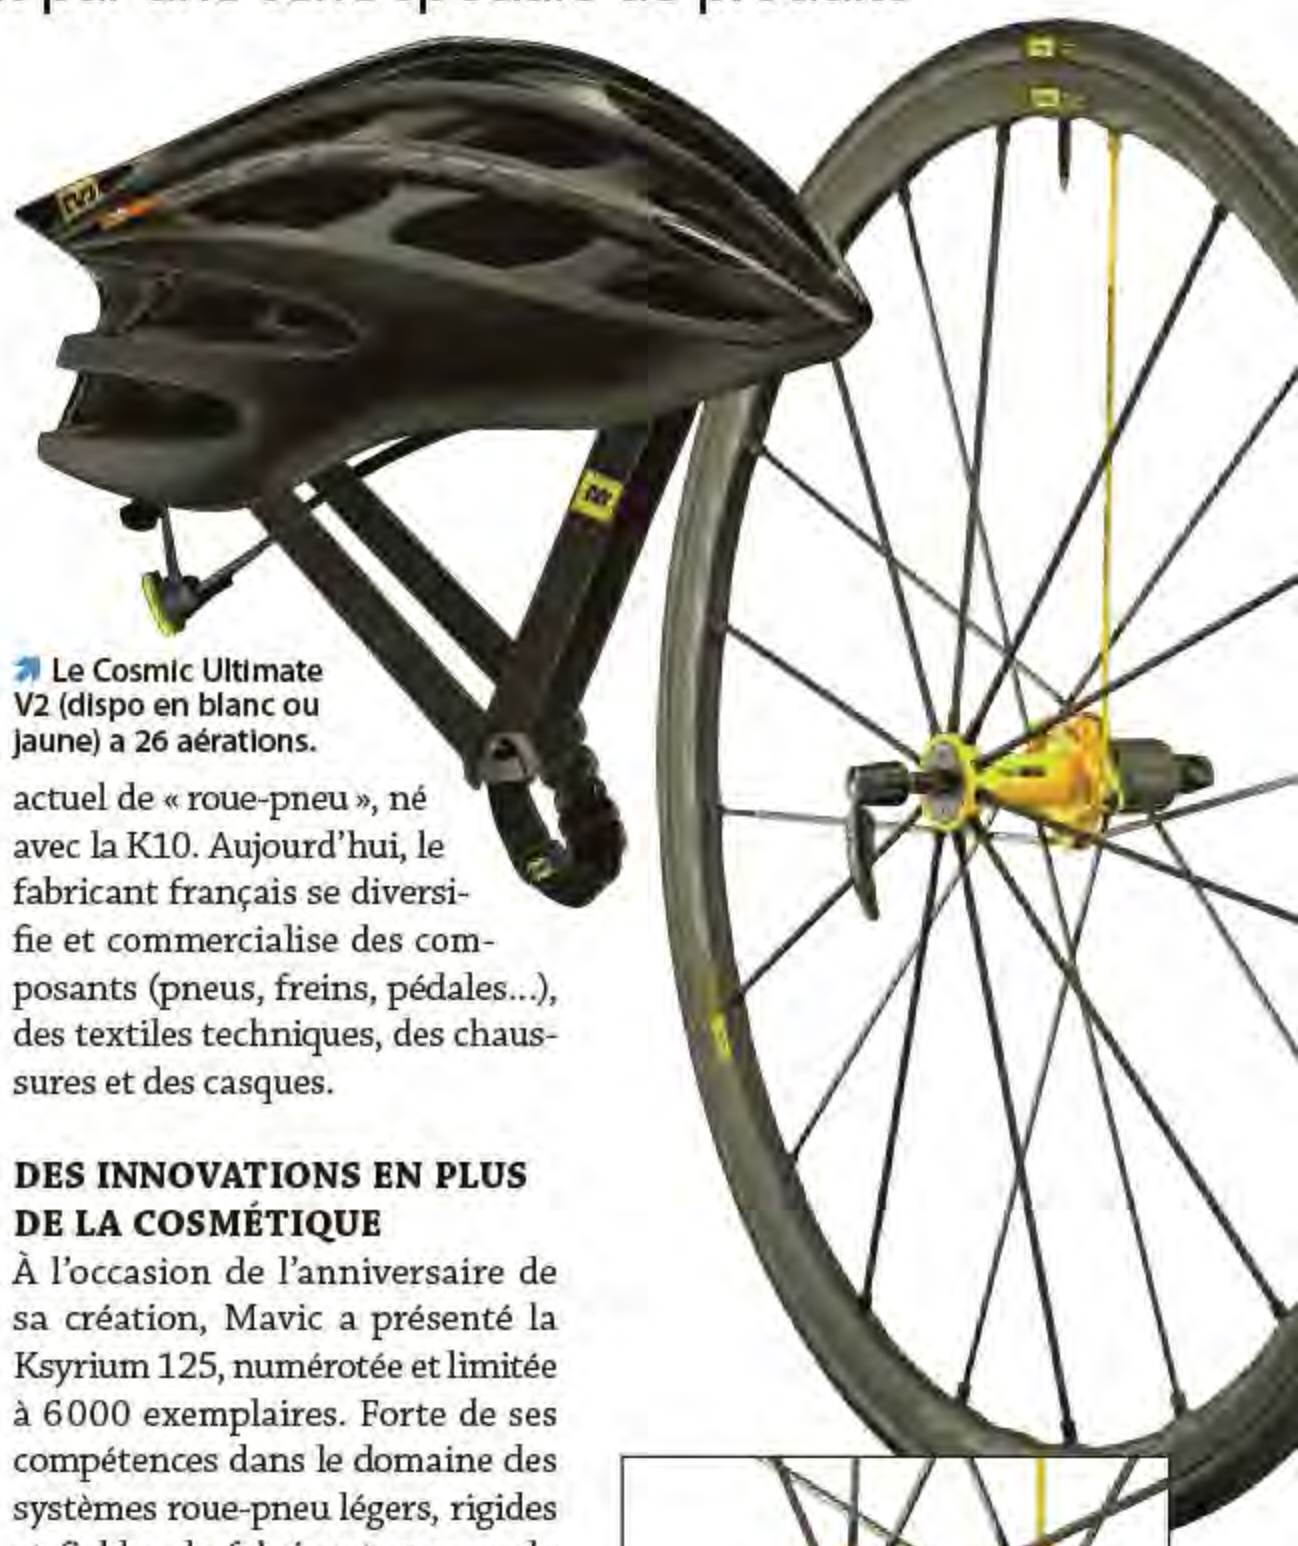 Le Cosmic Ultimate
V2 (dispo en blanc ou
jaune) a 26 aérations.
actuel de « roue-pneu », né
avec la K10. Aujourd’hui, le
fabricant français se diversi-
fie et commercialise des com-
posants (pneus, freins, pédales...),
des textiles techniques, des chaus-
sures et des casques.
DES INNOVATIONS EN PLUS
DE LA COSMÉTIQUE
À l’occasion de l’anniversaire de
sa création, Mavic a présenté la
Ksyrium 125, numérotée et limitée
à 6000 exemplaires. Forte de ses
compétences dans le domaine des
systèmes roue-pneu légers, rigides